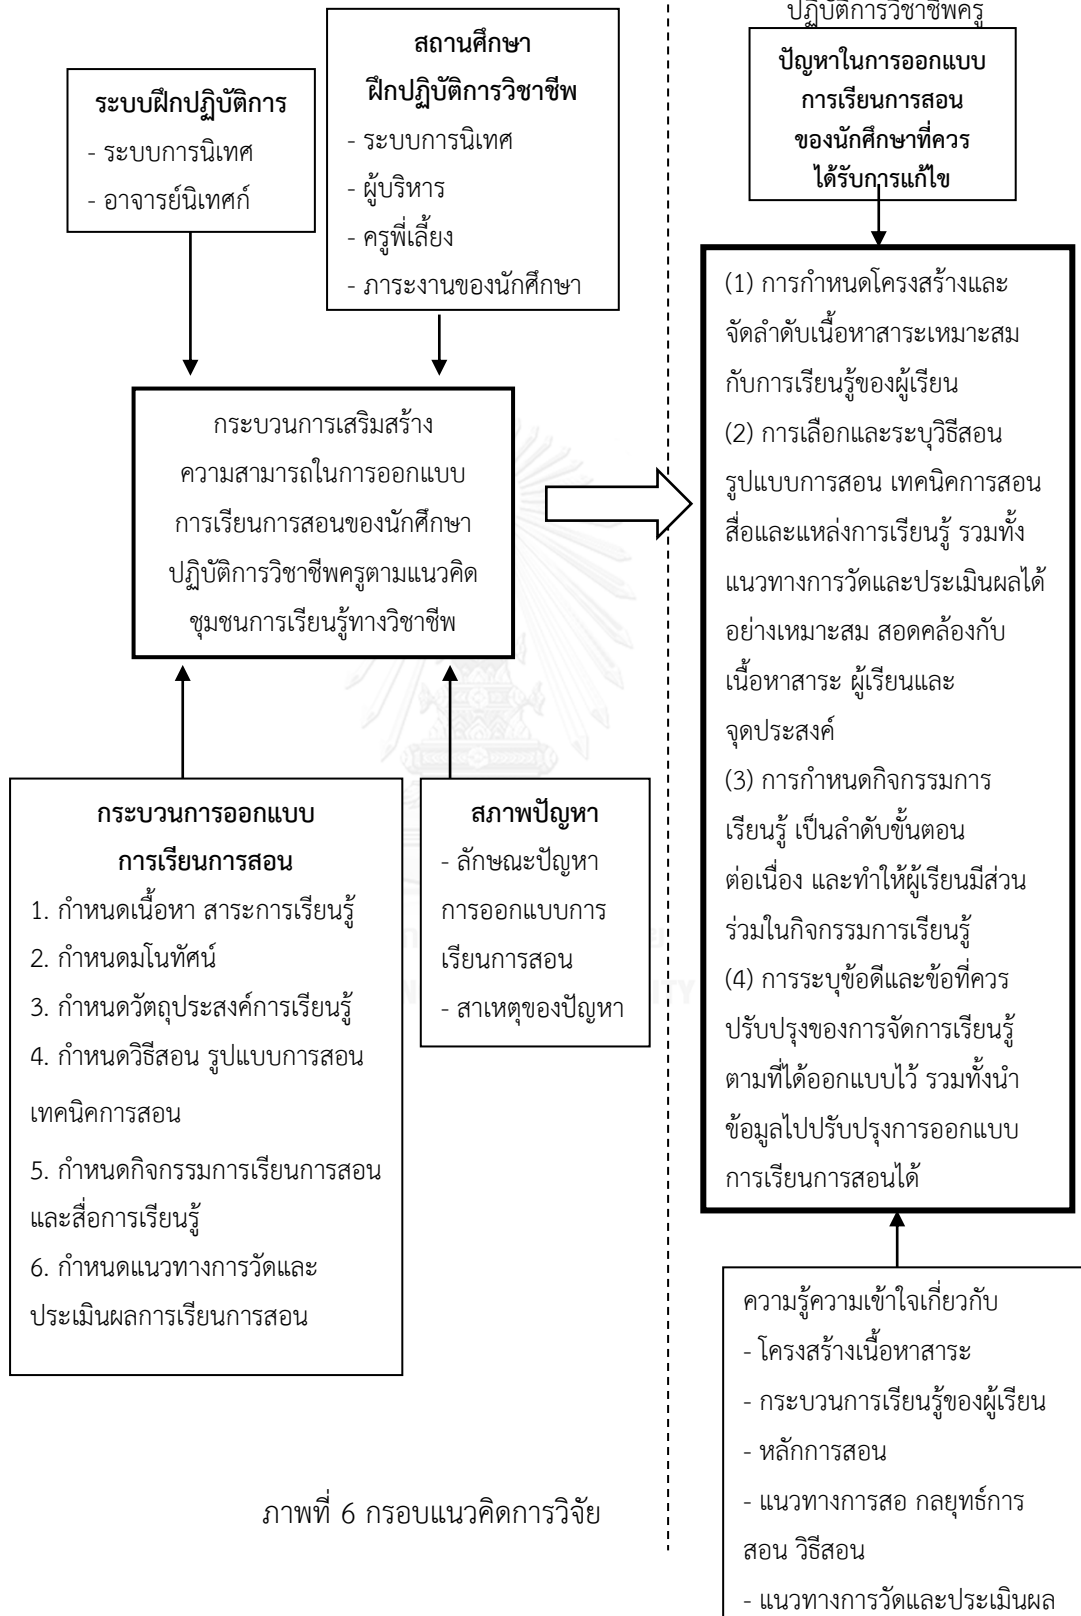 ระบบฝึกปฏิบัติการ
- ระบบการนิเทศ
- อาจารย์นิเทศก์
สถานศึกษา
ฝึกปฏิบัติการวิชาชีพ
- ระบบการนิเทศ
- ผู้บริหาร
- ครูพี่เลี้ยง
- ภาระงานของนักศึกษา
กระบวนการเสริมสร้าง
ความสามารถในการออกแบบ
การเรียนการสอนของนักศึกษา
ปฏิบัติการวิชาชีพครูตามแนวคิด
ชุมชนการเรียนรู้ทางวิชาชีพ
กระบวนการออกแบบ
การเรียนการสอน
1. กำหนดเนื้อหา สาระการเรียนรู้
2. กำหนดมโนทัศน์
3. กำหนดวัตถุประสงค์การเรียนรู้
4. กำหนดวิธีสอน รูปแบบการสอน
เทคนิคการสอน
5. กำหนดกิจกรรมการเรียนการสอน
และสื่อการเรียนรู้
6. กำหนดแนวทางการวัดและ
ประเมินผลการเรียนการสอน
สภาพปัญหา
- ลักษณะปัญหา
การออกแบบการ
เรียนการสอน
- สาเหตุของปัญหา
ปฏิบัติการวิชาชีพครู
ปัญหาในการออกแบบ
การเรียนการสอน
ของนักศึกษาที่ควร
ได้รับการแก้ไข
(1) การกำหนดโครงสร้างและ
จัดลำดับเนื้อหาสาระเหมาะสม
กับการเรียนรู้ของผู้เรียน
(2) การเลือกและระบุวิธีสอน
รูปแบบการสอน เทคนิคการสอน
สื่อและแหล่งการเรียนรู้ รวมทั้ง
แนวทางการวัดและประเมินผลได้
อย่างเหมาะสม สอดคล้องกับ
เนื้อหาสาระ ผู้เรียนและ
จุดประสงค์
(3) การกำหนดกิจกรรมการ
เรียนรู้ เป็นลำดับขั้นตอน
ต่อเนื่อง และทำให้ผู้เรียนมีส่วน
ร่วมในกิจกรรมการเรียนรู้
(4) การระบุข้อดีและข้อที่ควร
ปรับปรุงของการจัดการเรียนรู้
ตามที่ได้ออกแบบไว้ รวมทั้งนำ
ข้อมูลไปปรับปรุงการออกแบบ
การเรียนการสอนได้
ความรู้ความเข้าใจเกี่ยวกับ
- โครงสร้างเนื้อหาสาระ
- กระบวนการเรียนรู้ของผู้เรียน
- หลักการสอน
- แนวทางการสอ กลยุทธ์การ
สอน วิธีสอน
- แนวทางการวัดและประเมินผล
ภาพที่ 6 กรอบแนวคิดการวิจัย